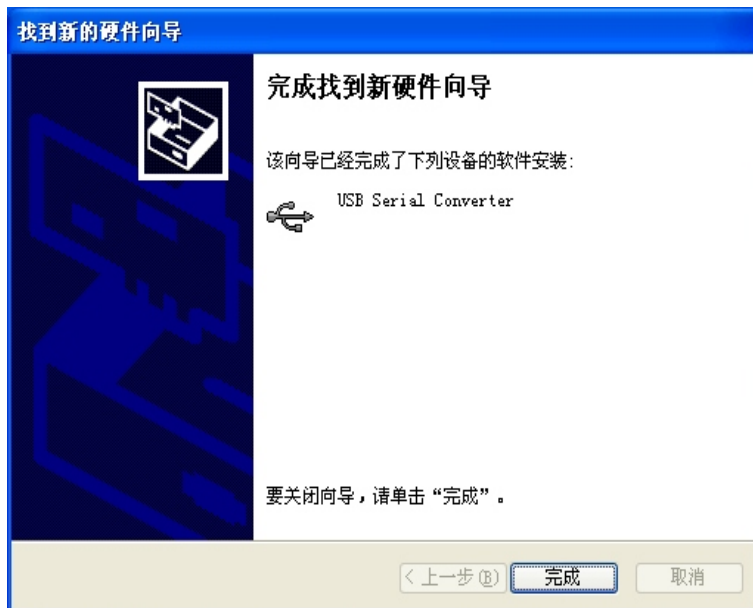 找到新的硬件向导
完成找到新硬件向导
该向导已经完成了下列设备的软件安装:
USB Serial Converter
要关闭向导,请单击“完成”。
< 上一步(B)
完成
取消